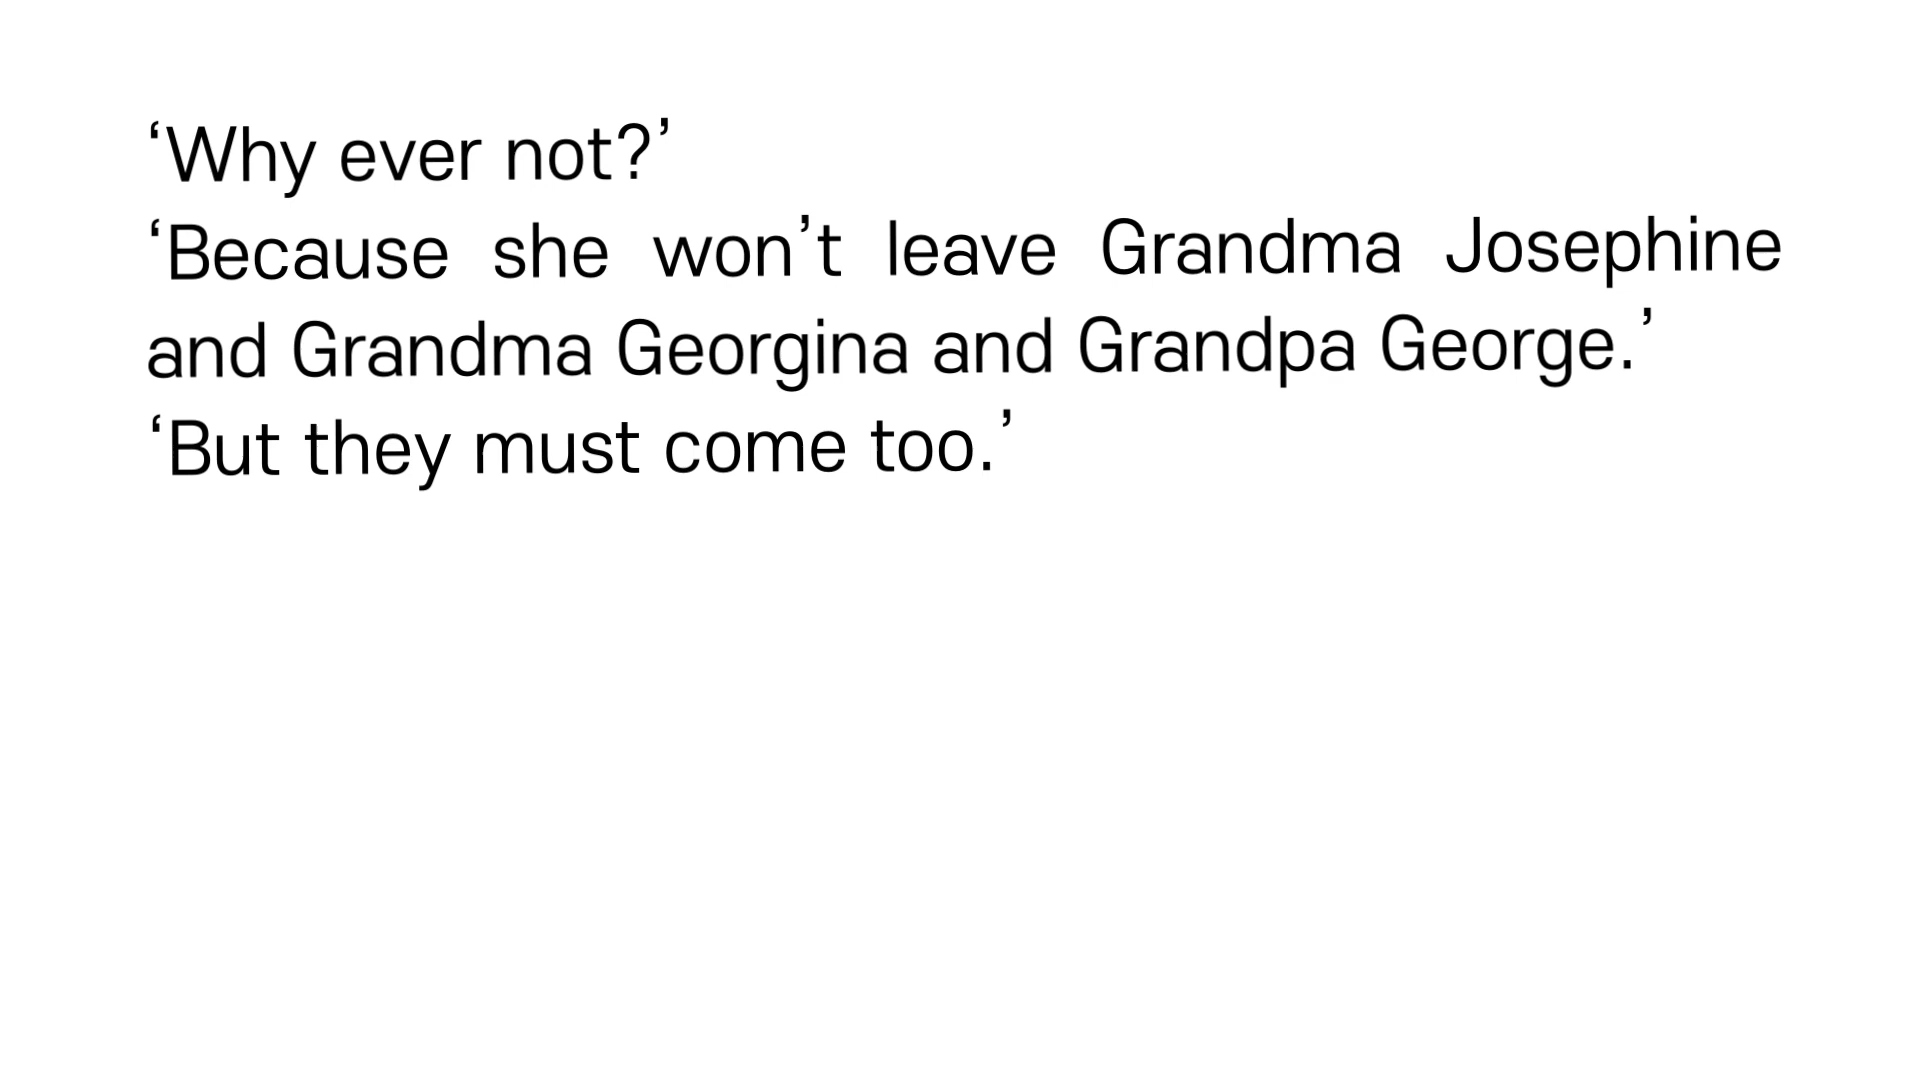 ‘Why ever not?’
‘Because she won’t leave Grandma Josephine
and Grandma Georgina and Grandpa George.’
‘But they must come too.’